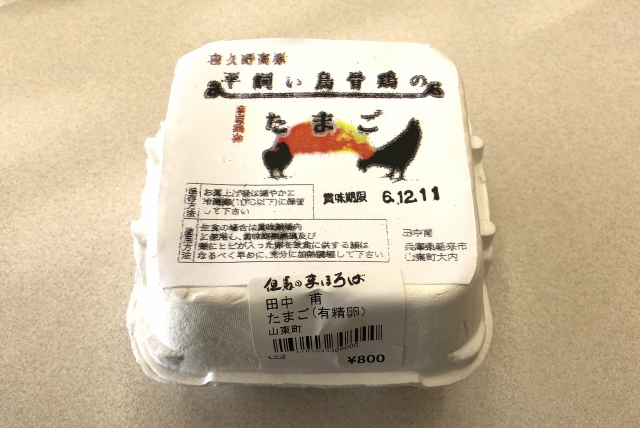 平飼い烏骨鶏の
たまご
保存方法
お買上げ後は速やかに
冷蔵庫(10℃以下)に保管
して下さい
賞味期限 6.12.11
使用方法
生食の場合は賞味期限内
に使用し、賞味期限経過後及び
殻にヒビが入った卵を飲食に供する際は
なるべく早めに、充分に加熱調理して下さい
田中甫
兵庫県朝来市
山東町大内
但馬のまほろば
田中 甫
たまご(有精卵)
山東町
¥800